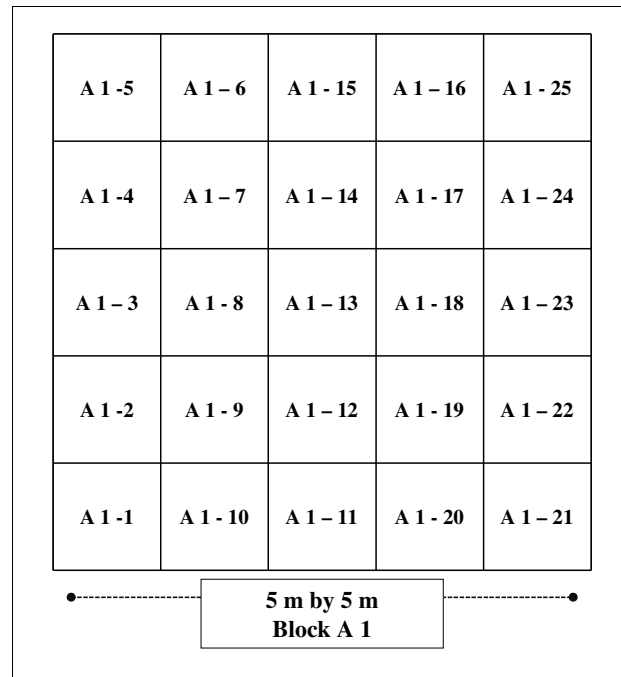 A 1 -5 A 1 – 6 A 1 - 15 A 1 – 16 A 1 - 25
A 1 -4 A 1 – 7 A 1 – 14 A 1 - 17 A 1 – 24
A 1 – 3 A 1 - 8 A 1 – 13 A 1 - 18 A 1 – 23
A 1 -2 A 1 - 9 A 1 – 12 A 1 - 19 A 1 – 22
A 1 -1 A 1 - 10 A 1 – 11 A 1 - 20 A 1 – 21
5 m by 5 m
Block A 1